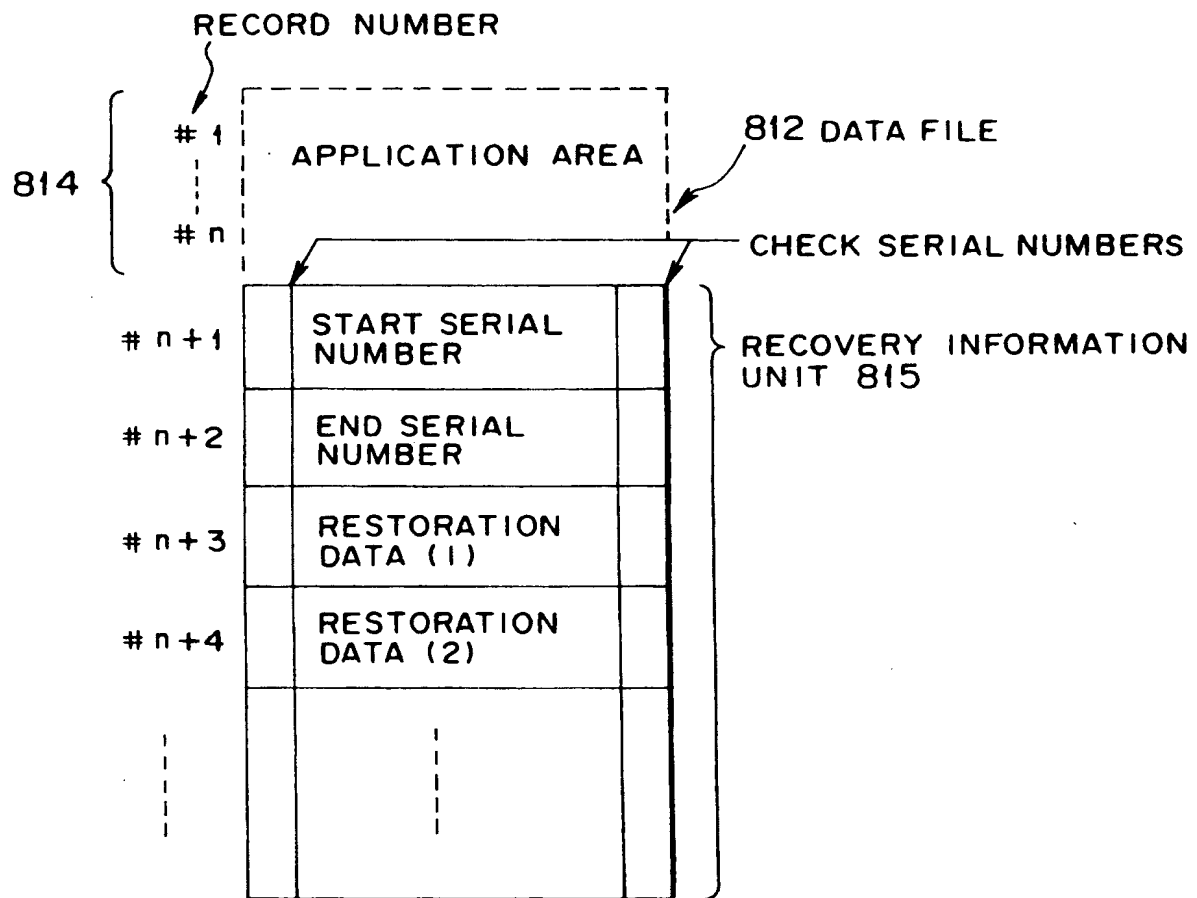 RECORD NUMBER
# 1
APPLICATION AREA
812 DATA FILE
814
# n
CHECK SERIAL NUMBERS
# n+1
START SERIAL
NUMBER
RECOVERY INFORMATION
UNIT 815
# n+2
END SERIAL
NUMBER
# n+3
RESTORATION
DATA (1)
# n+4
RESTORATION
DATA (2)